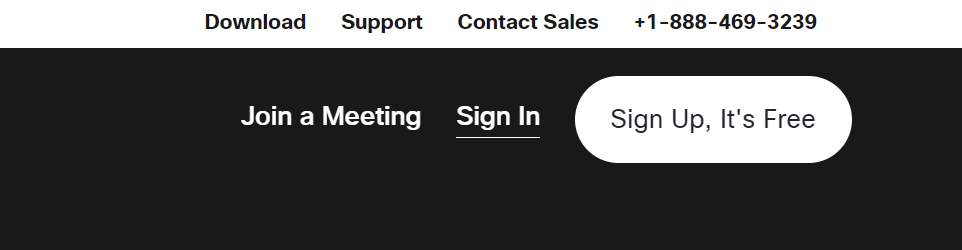 Download Support Contact Sales +1-888-469-3239
Join a Meeting Sign In Sign Up, It's Free